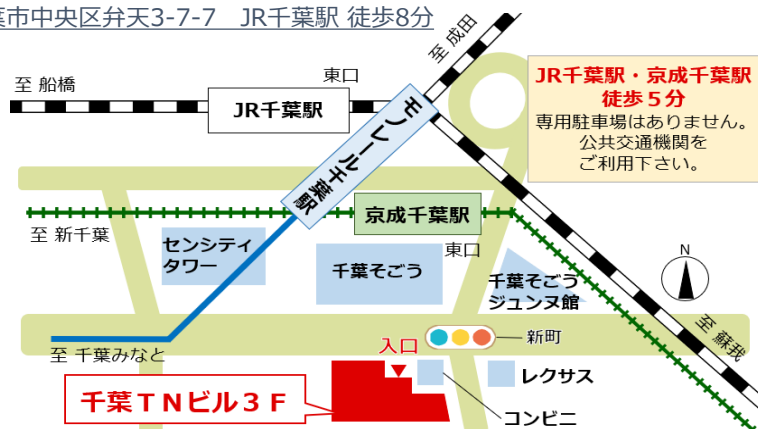 葉市中央区弁天3-7-7 JR千葉駅 徒歩8分
至 成田
至 船橋
東口
JR千葉駅
モノレール千葉駅
JR千葉駅・京成千葉駅
徒歩５分
専用駐車場はありません。
公共交通機関を
ご利用下さい。
京成千葉駅
至 新千葉
センシティ
タワー
千葉そごう
東口
千葉そごう
ジュンヌ館
N
至 蘇我
新町
至 千葉みなと
入口
レクサス
千葉ＴＮビル３Ｆ
コンビニ